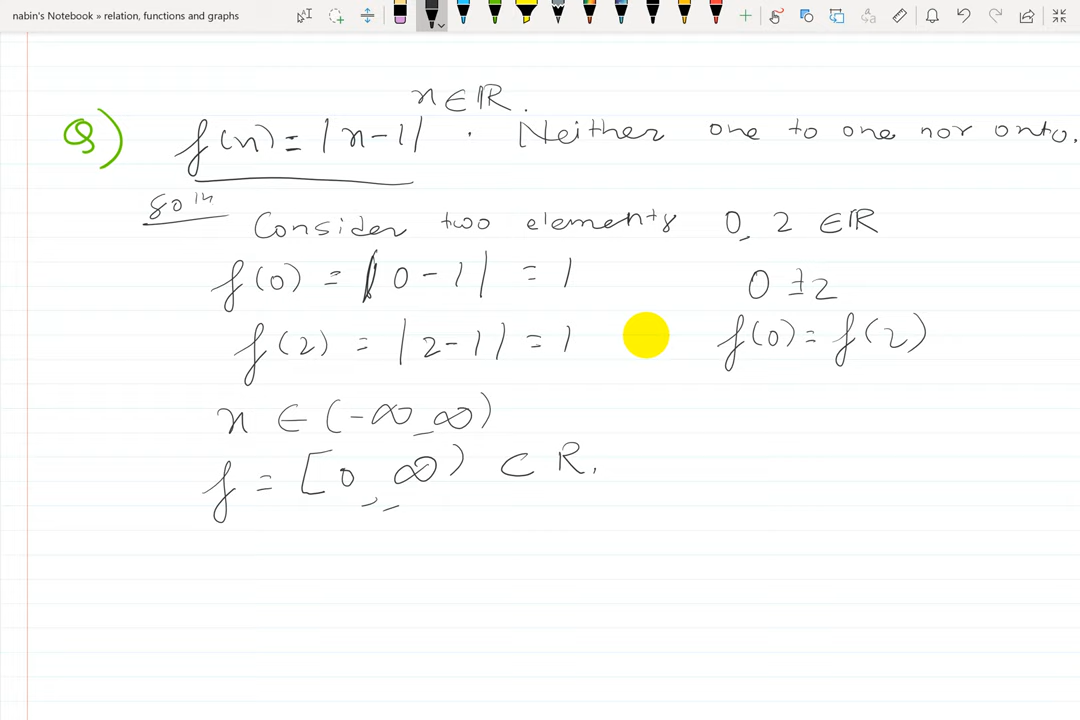 nabin's Notebook » relation, functions and graphs
x ∈ ℝ.
Q) f(x) = |x-1| . Neither one to one nor onto.
Soln
Consider two elements 0, 2 ∈ ℝ
f(0) = |0-1| = 1 0 ≠ 2
f(2) = |2-1| = 1 f(0) = f(2)
x ∈ (-∞, ∞)
f = [0, ∞) ⊂ R.